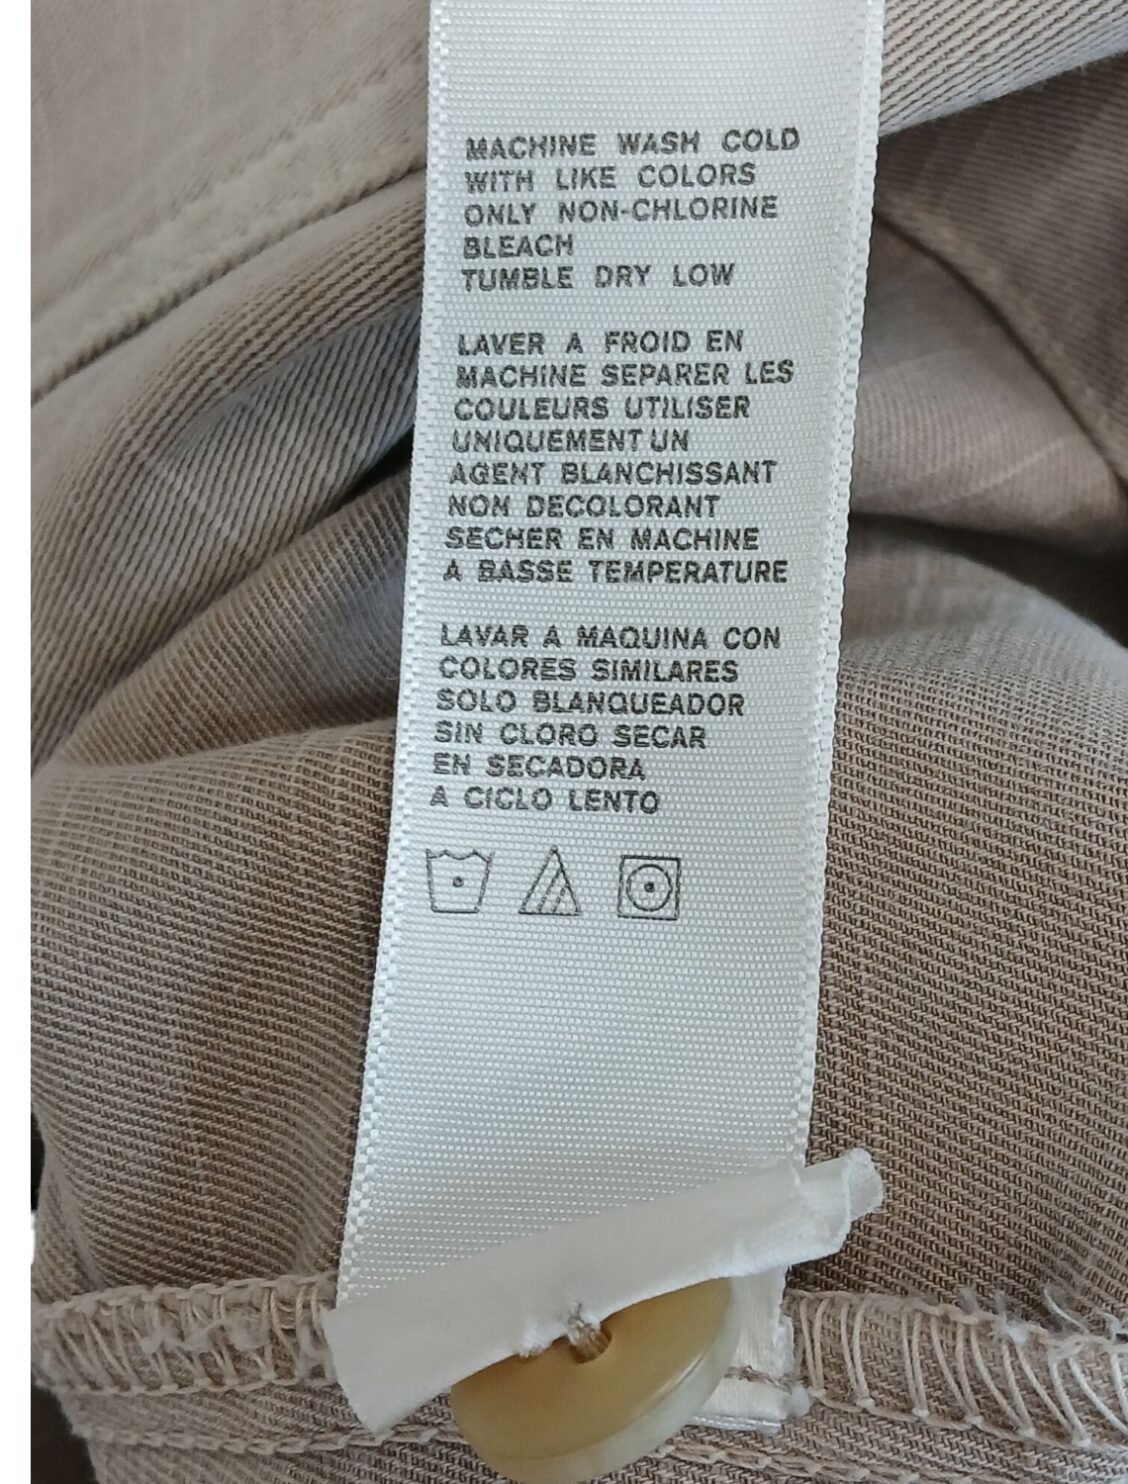 MACHINE WASH COLD
WITH LIKE COLORS
ONLY NON-CHLORINE
BLEACH
TUMBLE DRY LOW
LAVER A FROID EN
MACHINE SEPARER LES
COULEURS UTILISER
UNIQUEMENT UN
AGENT BLANCHISSANT
NON DECOLORANT
SECHER EN MACHINE
A BASSE TEMPERATURE
LAVAR A MAQUINA CON
COLORES SIMILARES
SOLO BLANQUEADOR
SIN CLORO SECAR
EN SECADORA
A CICLO LENTO